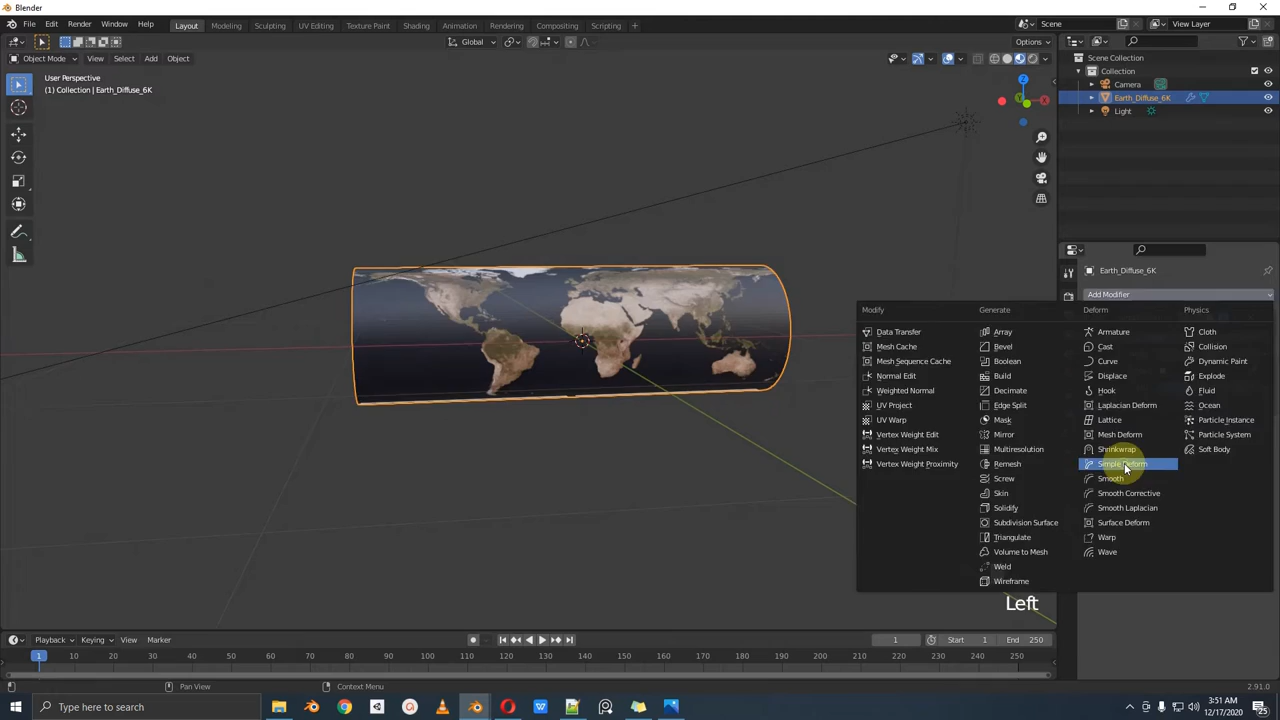 Blender
File Edit Render Window Help
Layout Modeling Sculpting UV Editing Texture Paint Shading Animation Rendering Compositing Scripting +
Scene
View Layer
Global
Options
Object Mode View Select Add Object
User Perspective
(1) Collection | Earth_Diffuse_6K
Z
X
Scene Collection
Collection
Camera
Earth_Diffuse_6K
Light
Earth_Diffuse_6K
Add Modifier
Modify
Data Transfer
Mesh Cache
Mesh Sequence Cache
Normal Edit
Weighted Normal
UV Project
UV Warp
Vertex Weight Edit
Vertex Weight Mix
Vertex Weight Proximity
Generate
Array
Bevel
Boolean
Build
Decimate
Edge Split
Mask
Mirror
Multiresolution
Remesh
Screw
Skin
Solidify
Subdivision Surface
Triangulate
Volume to Mesh
Weld
Wireframe
Deform
Armature
Cast
Curve
Displace
Hook
Laplacian Deform
Lattice
Mesh Deform
Shrinkwrap
Simple Deform
Smooth
Smooth Corrective
Smooth Laplacian
Surface Deform
Warp
Wave
Physics
Cloth
Collision
Dynamic Paint
Explode
Fluid
Ocean
Particle Instance
Particle System
Soft Body
Left
Playback Keying View Marker
1
Start 1
End 250
1 10 20 30 40 50 60 70 80 90 100 110 120 130 140 150 160 170 180 190 200 210 220 230 240 250
Pan View
Context Menu
2.91.0
Type here to search
3:51 AM
12/17/2020
25